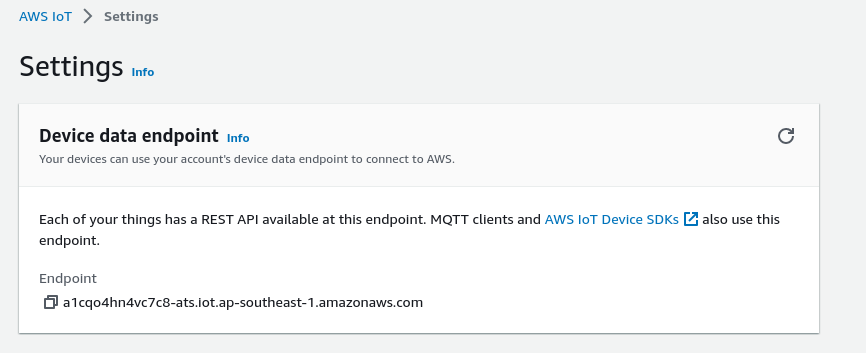 AWS IoT > Settings
Settings Info
Device data endpoint Info
Your devices can use your account's device data endpoint to connect to AWS.
Each of your things has a REST API available at this endpoint. MQTT clients and AWS IoT Device SDKs also use this
endpoint.
Endpoint
a1cqo4hn4vc7c8-ats.iot.ap-southeast-1.amazonaws.com